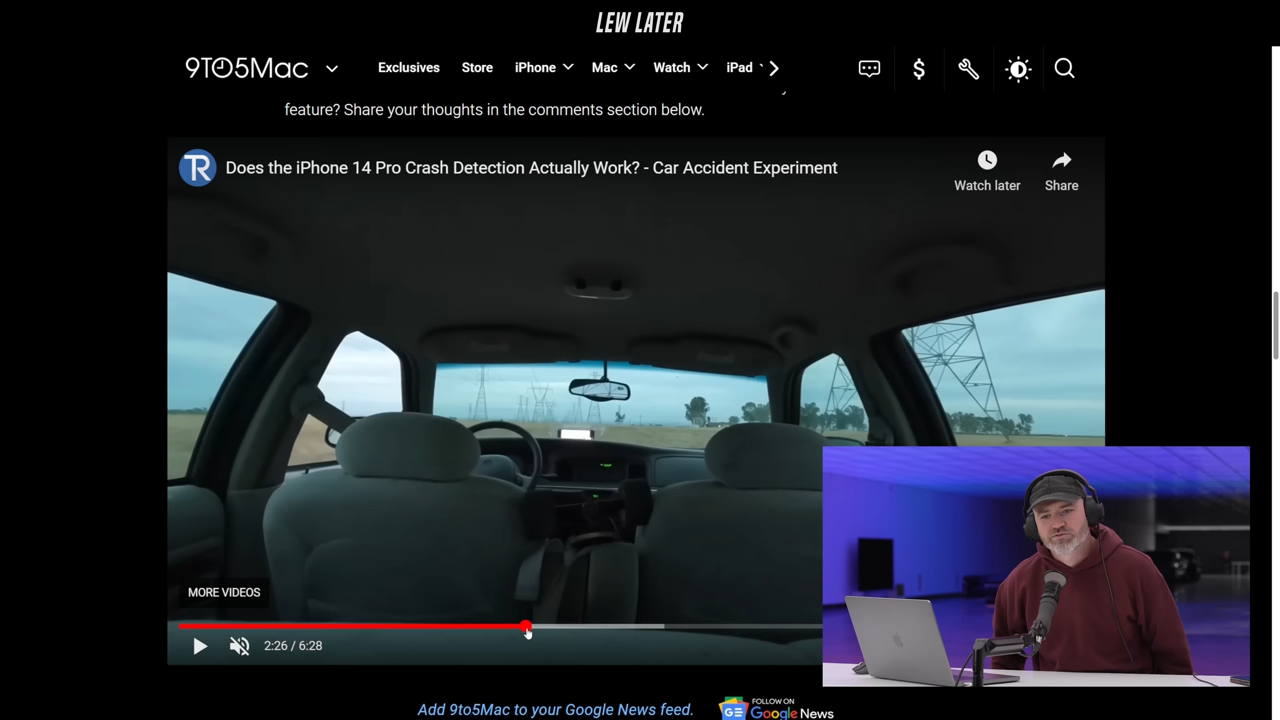 LEW LATER
9TO5Mac
Exclusives Store iPhone Mac Watch iPad
feature? Share your thoughts in the comments section below.
TR
Does the iPhone 14 Pro Crash Detection Actually Work? - Car Accident Experiment
Watch later
Share
MORE VIDEOS
2:26 / 6:28
Add 9to5Mac to your Google News feed.
FOLLOW ON
Google News